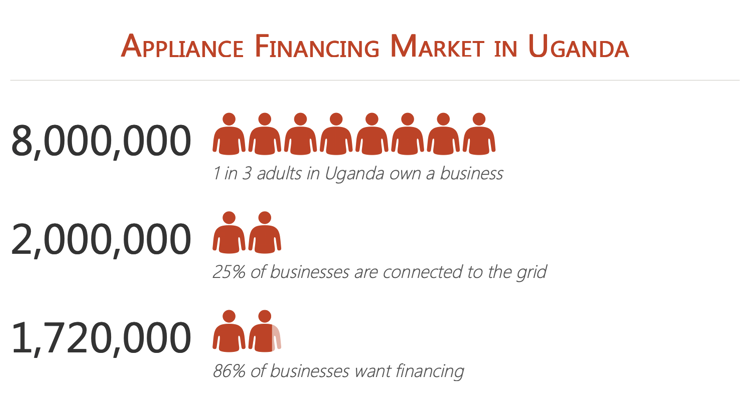 Appliance Financing Market in Uganda
8,000,000
1 in 3 adults in Uganda own a business
2,000,000
25% of businesses are connected to the grid
1,720,000
86% of businesses want financing